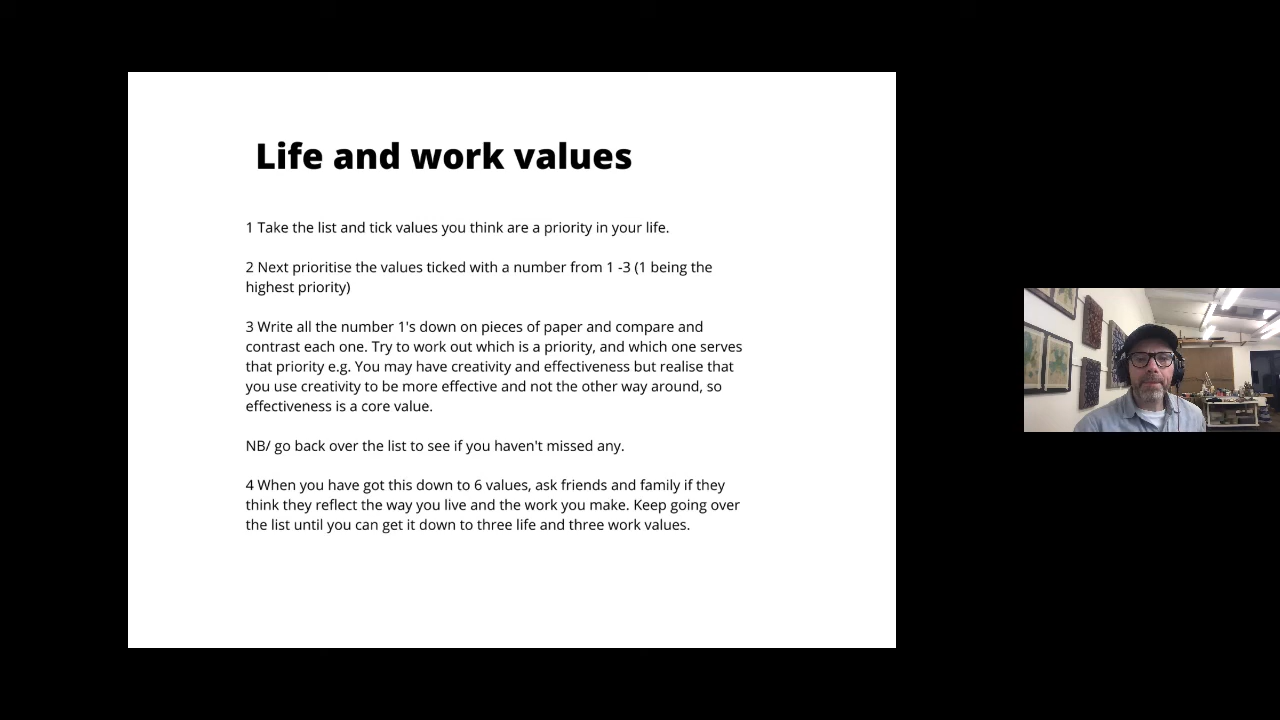 Life and work values
1 Take the list and tick values you think are a priority in your life.
2 Next prioritise the values ticked with a number from 1 -3 (1 being the
highest priority)
3 Write all the number 1's down on pieces of paper and compare and
contrast each one. Try to work out which is a priority, and which one serves
that priority e.g. You may have creativity and effectiveness but realise that
you use creativity to be more effective and not the other way around, so
effectiveness is a core value.
NB/ go back over the list to see if you haven't missed any.
4 When you have got this down to 6 values, ask friends and family if they
think they reflect the way you live and the work you make. Keep going over
the list until you can get it down to three life and three work values.